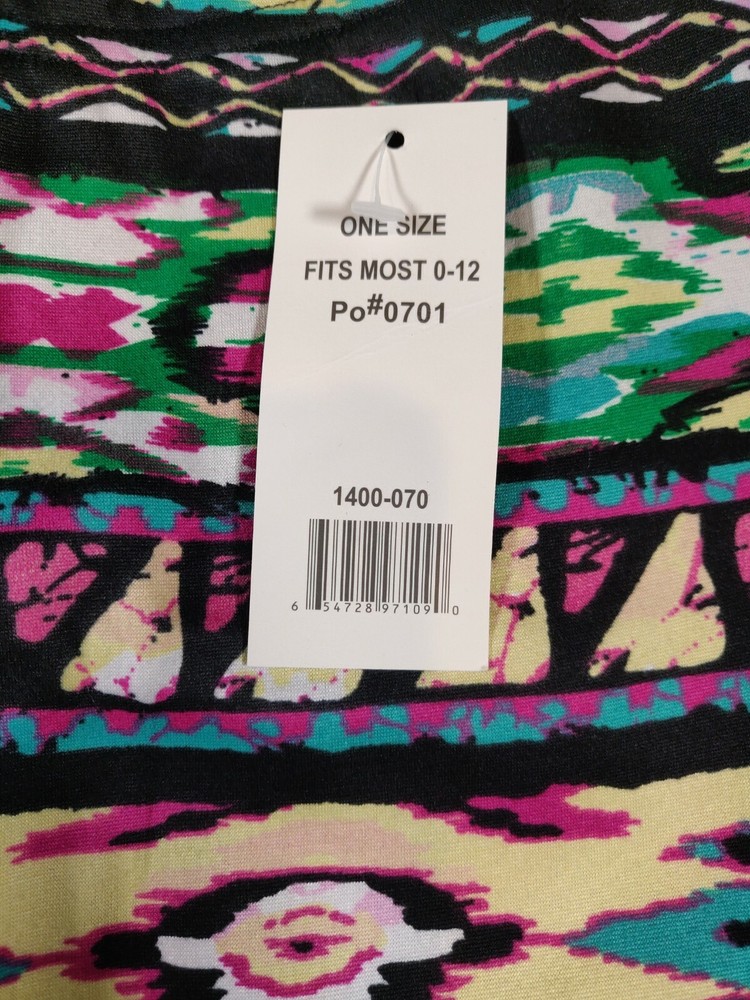 ONE SIZE
FITS MOST 0-12
Po#0701
1400-070
6 54728 97109 0